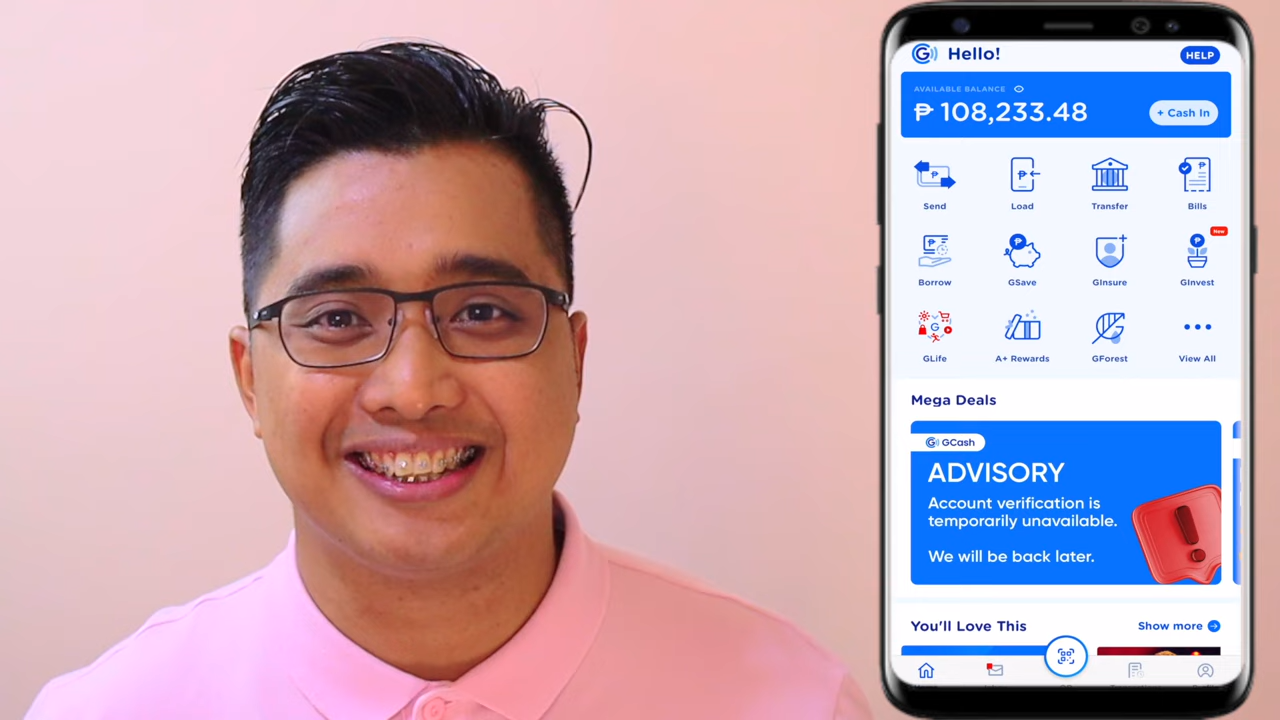 Hello!
HELP
AVAILABLE BALANCE
₱ 108,233.48
+ Cash In
Send
Load
Transfer
Bills
Borrow
GSave
GInsure
New
GInvest
GLife
A+ Rewards
GForest
View All
Mega Deals
GCash
ADVISORY
Account verification is
temporarily unavailable.
We will be back later.
You'll Love This
Show more